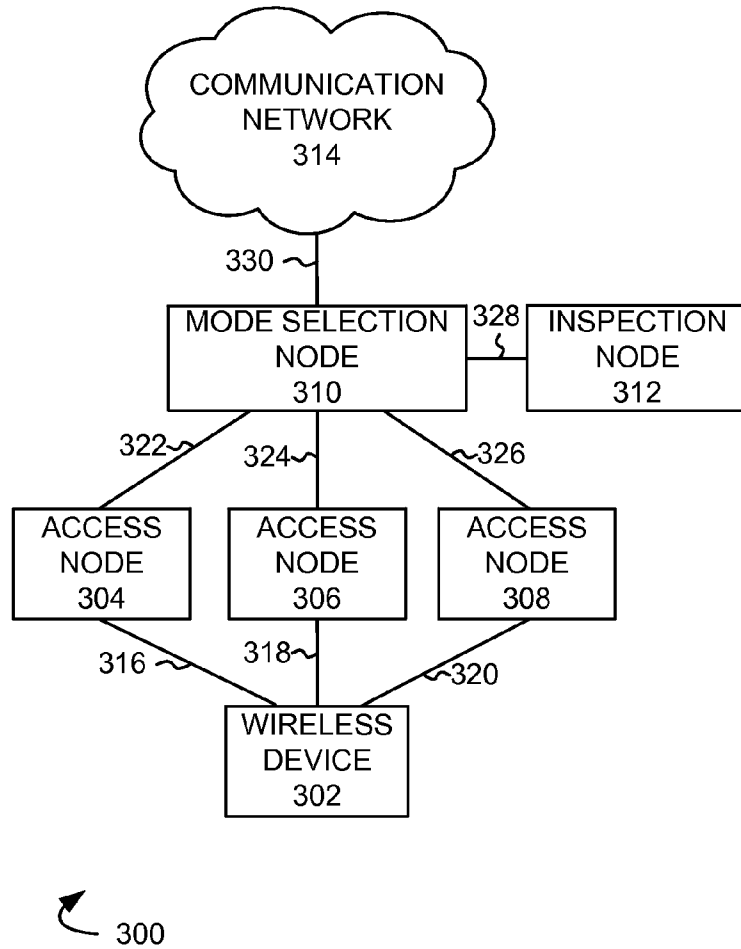 COMMUNICATION
NETWORK
314
330
MODE SELECTION
NODE
310
328
INSPECTION
NODE
312
322
324
326
ACCESS
NODE
304
ACCESS
NODE
306
ACCESS
NODE
308
316
318
320
WIRELESS
DEVICE
302
300